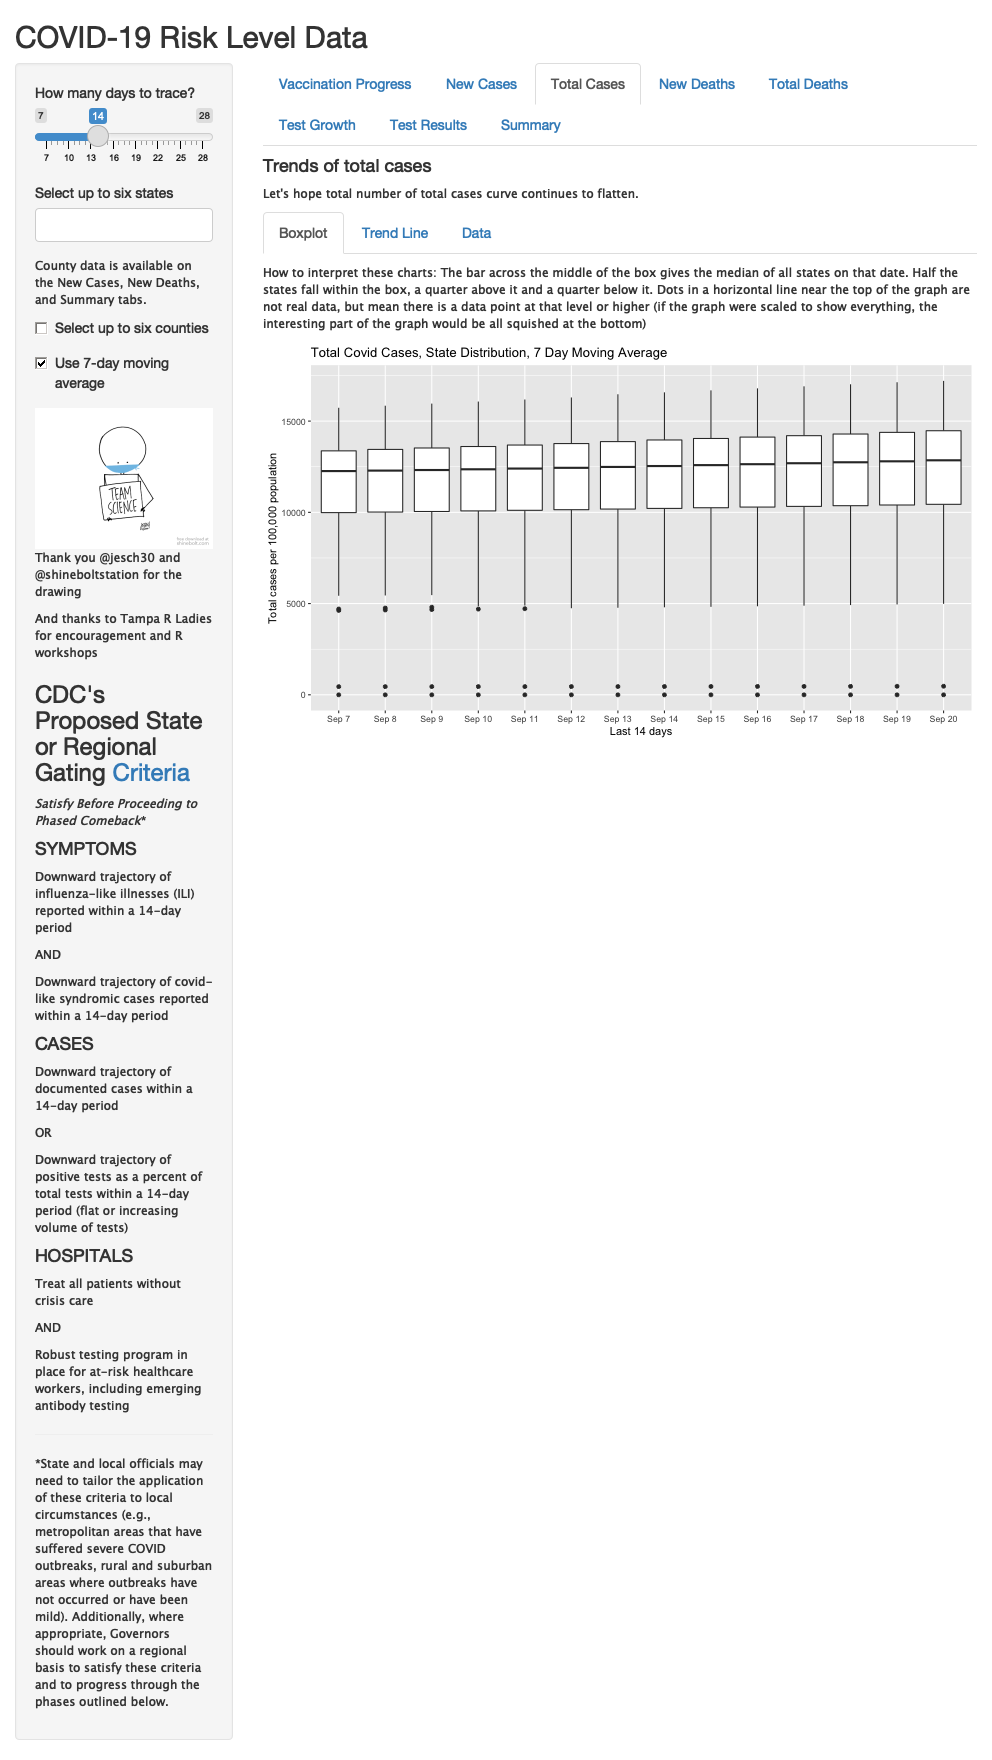 COVID-19 Risk Level Data
How many days to trace?
7 14 28
7 10 13 16 19 22 25 28
Select up to six states
County data is available on
the New Cases, New Deaths,
and Summary tabs.
Select up to six counties
Use 7-day moving
average
TEAM
SCIENCE
Thank you @jesch30 and
@shineboltstation for the
drawing
And thanks to Tampa R Ladies
for encouragement and R
workshops
CDC's
Proposed State
or Regional
Gating Criteria
Satisfy Before Proceeding to
Phased Comeback*
SYMPTOMS
Downward trajectory of
influenza-like illnesses (ILI)
reported within a 14-day
period
AND
Downward trajectory of covid-
like syndromic cases reported
within a 14-day period
CASES
Downward trajectory of
documented cases within a
14-day period
OR
Downward trajectory of
positive tests as a percent of
total tests within a 14-day
period (flat or increasing
volume of tests)
HOSPITALS
Treat all patients without
crisis care
AND
Robust testing program in
place for at-risk healthcare
workers, including emerging
antibody testing
*State and local officials may
need to tailor the application
of these criteria to local
circumstances (e.g.,
metropolitan areas that have
suffered severe COVID
outbreaks, rural and suburban
areas where outbreaks have
not occurred or have been
mild). Additionally, where
appropriate, Governors
should work on a regional
basis to satisfy these criteria
and to progress through the
phases outlined below.
Vaccination Progress New Cases Total Cases New Deaths Total Deaths
Test Growth Test Results Summary
Trends of total cases
Let's hope total number of total cases curve continues to flatten.
Boxplot Trend Line Data
How to interpret these charts: The bar across the middle of the box gives the median of all states on that date. Half the
states fall within the box, a quarter above it and a quarter below it. Dots in a horizontal line near the top of the graph are
not real data, but mean there is a data point at that level or higher (if the graph were scaled to show everything, the
interesting part of the graph would be all squished at the bottom)
Total Covid Cases, State Distribution, 7 Day Moving Average
Total cases per 100,000 population
15000
10000
5000
0
Sep 7 Sep 8 Sep 9 Sep 10 Sep 11 Sep 12 Sep 13 Sep 14 Sep 15 Sep 16 Sep 17 Sep 18 Sep 19 Sep 20
Last 14 days